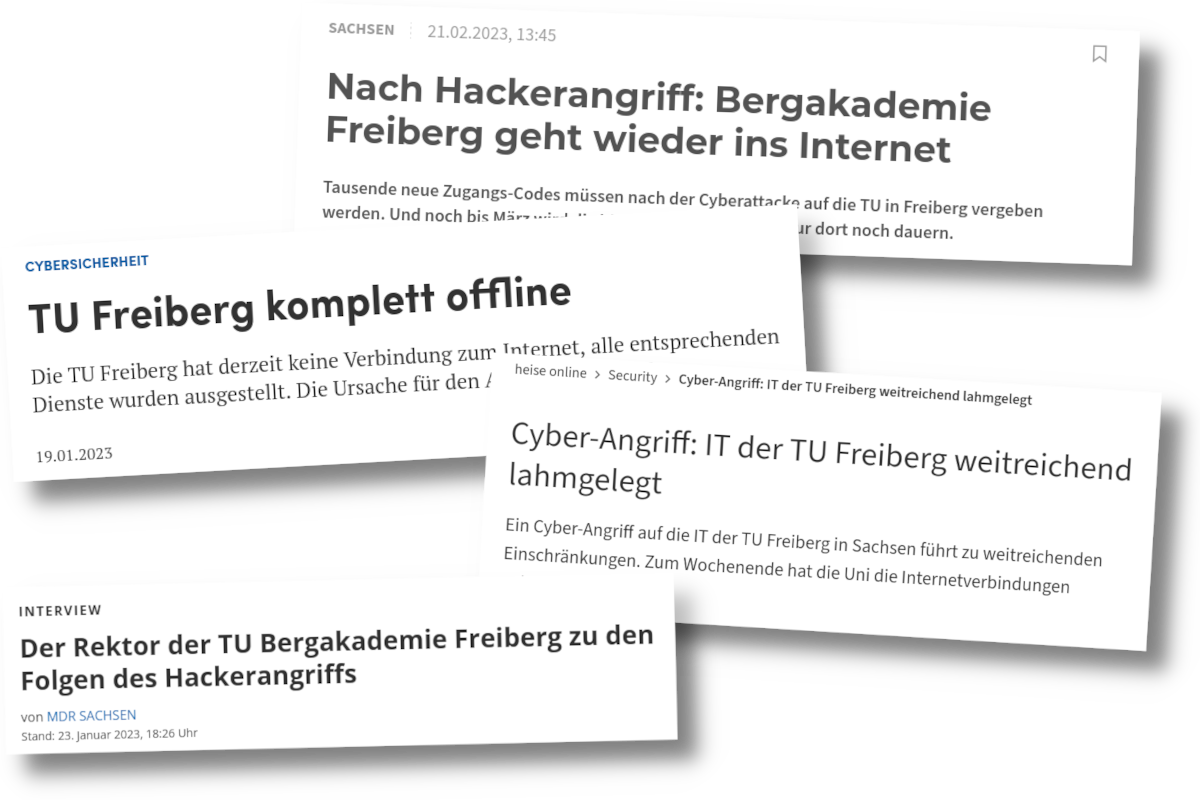 SACHSEN 21.02.2023, 13:45
Nach Hackerangriff: Bergakademie
Freiberg geht wieder ins Internet
Tausende neue Zugangs-Codes müssen nach der Cyberattacke auf die TU in Freiberg vergeben
werden. Und noch bis März wird die dort noch dauern.
CYBERSICHERHEIT
TU Freiberg komplett offline
Die TU Freiberg hat derzeit keine Verbindung zum Internet, alle entsprechenden
Dienste wurden ausgestellt. Die Ursache für den
19.01.2023
heise online > Security > Cyber-Angriff: IT der TU Freiberg weitreichend lahmgelegt
Cyber-Angriff: IT der TU Freiberg weitreichend
lahmgelegt
Ein Cyber-Angriff auf die IT der TU Freiberg in Sachsen führt zu weitreichenden
Einschränkungen. Zum Wochenende hat die Uni die Internetverbindungen
INTERVIEW
Der Rektor der TU Bergakademie Freiberg zu den
Folgen des Hackerangriffs
von MDR SACHSEN
Stand: 23. Januar 2023, 18:26 Uhr